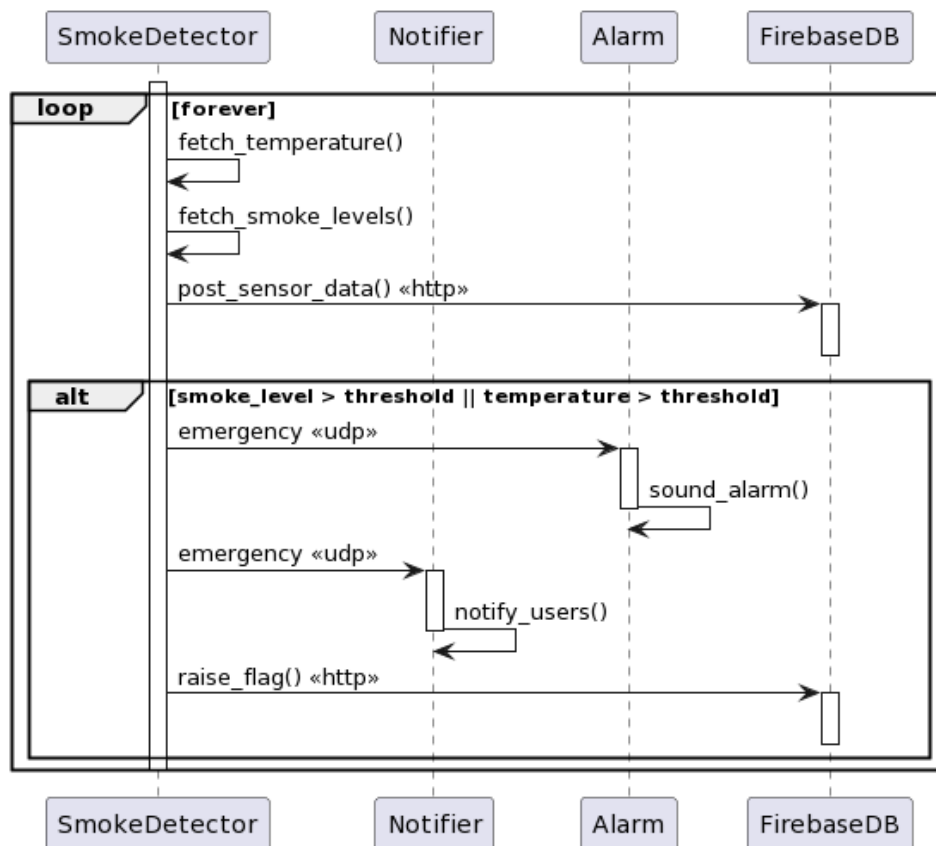 SmokeDetector Notifier Alarm FirebaseDB
loop [forever]
fetch_temperature()
fetch_smoke_levels()
post_sensor_data() «http»
alt [smoke_level > threshold || temperature > threshold]
emergency «udp»
sound_alarm()
emergency «udp»
notify_users()
raise_flag() «http»
SmokeDetector Notifier Alarm FirebaseDB